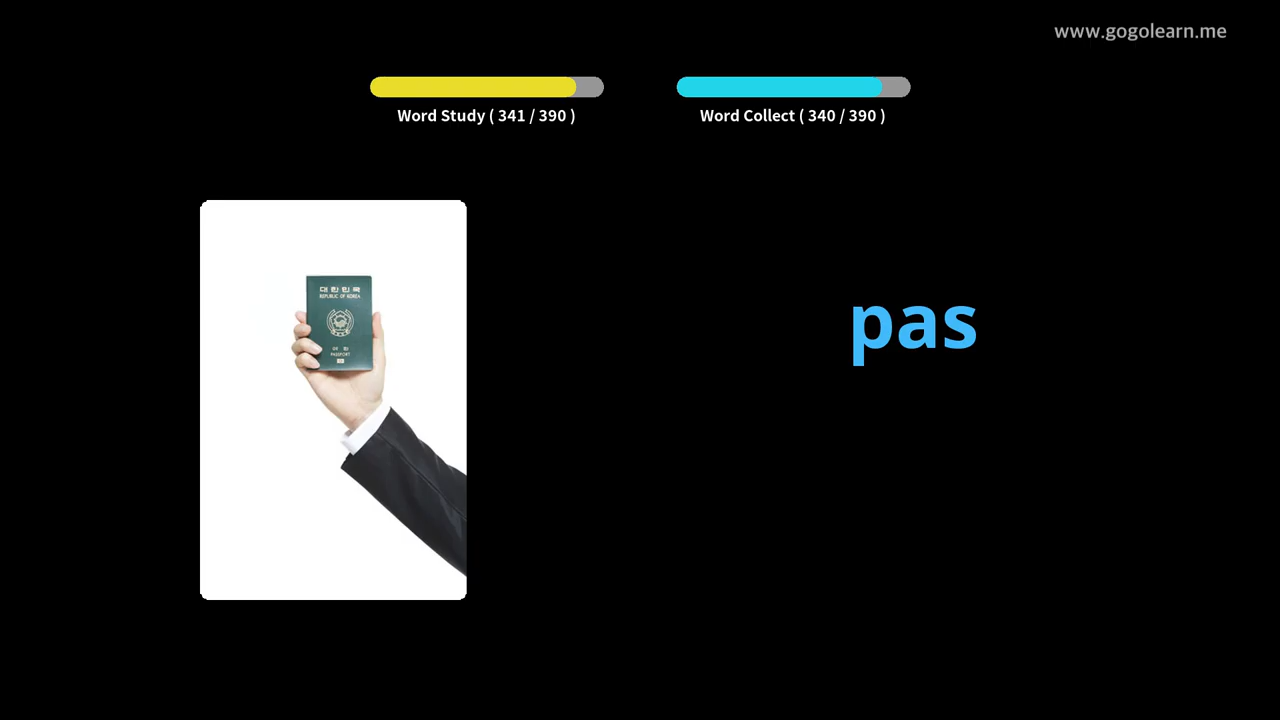 www.gogolearn.me
Word Study ( 341 / 390 )
Word Collect ( 340 / 390 )
대한민국
REPUBLIC OF KOREA
pas
PASSPORT